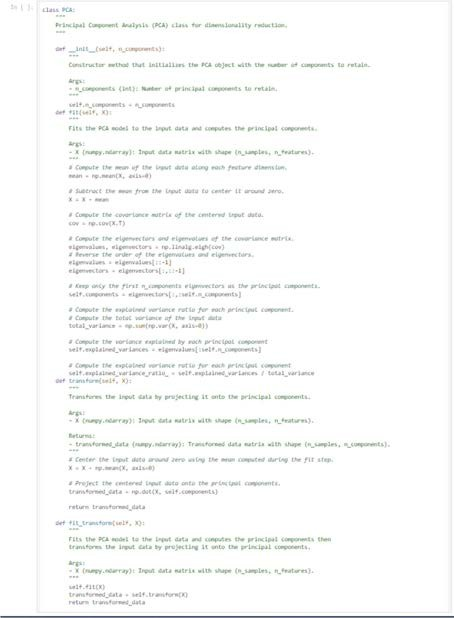 In [ ]:
class PCA:
"""
Principal Component Analysis (PCA) class for dimensionality reduction.
"""
def __init__(self, n_components):
"""
Constructor method that initializes the PCA object with the number of components to retain.
Args:
- n_components (int): Number of principal components to retain.
"""
self.n_components = n_components
def fit(self, X):
"""
Fits the PCA model to the input data and computes the principal components.
Args:
- X (numpy.ndarray): Input data matrix with shape (n_samples, n_features).
"""
# Compute the mean of the input data along each feature dimension.
mean = np.mean(X, axis=0)
# Subtract the mean from the input data to center it around zero.
X = X - mean
# Compute the covariance matrix of the centered input data.
cov = np.cov(X.T)
# Compute the eigenvectors and eigenvalues of the covariance matrix.
eigenvalues, eigenvectors = np.linalg.eigh(cov)
# Reverse the order of the eigenvalues and eigenvectors.
eigenvalues = eigenvalues[::-1]
eigenvectors = eigenvectors[:,::-1]
# Keep only the first n_components eigenvectors as the principal components.
self.components = eigenvectors[:,:self.n_components]
# Compute the explained variance ratio for each principal component.
# Compute the total variance of the input data
total_variance = np.sum(np.var(X, axis=0))
# Compute the variance explained by each principal component
self.explained_variances = eigenvalues[:self.n_components]
# Compute the explained variance ratio for each principal component
self.explained_variance_ratio_ = self.explained_variances / total_variance
def transform(self, X):
"""
Transforms the input data by projecting it onto the principal components.
Args:
- X (numpy.ndarray): Input data matrix with shape (n_samples, n_features).
Returns:
- transformed_data (numpy.ndarray): Transformed data matrix with shape (n_samples, n_components).
"""
# Center the input data around zero using the mean computed during the fit step.
X = X - np.mean(X, axis=0)
# Project the centered input data onto the principal components.
transformed_data = np.dot(X, self.components)
return transformed_data
def fit_transform(self, X):
"""
Fits the PCA model to the input data and computes the principal components then
transforms the input data by projecting it onto the principal components.
Args:
- X (numpy.ndarray): Input data matrix with shape (n_samples, n_features).
"""
self.fit(X)
transformed_data = self.transform(X)
return transformed_data